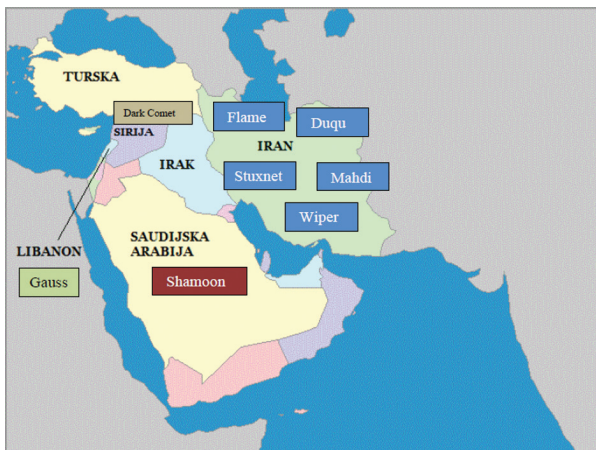 TURSKA
Dark Comet
SIRIJA
Flame
Duqu
IRAN
IRAK
Stuxnet
Mahdi
Wiper
LIBANON
Gauss
SAUDIJSKA
ARABIJA
Shamoon